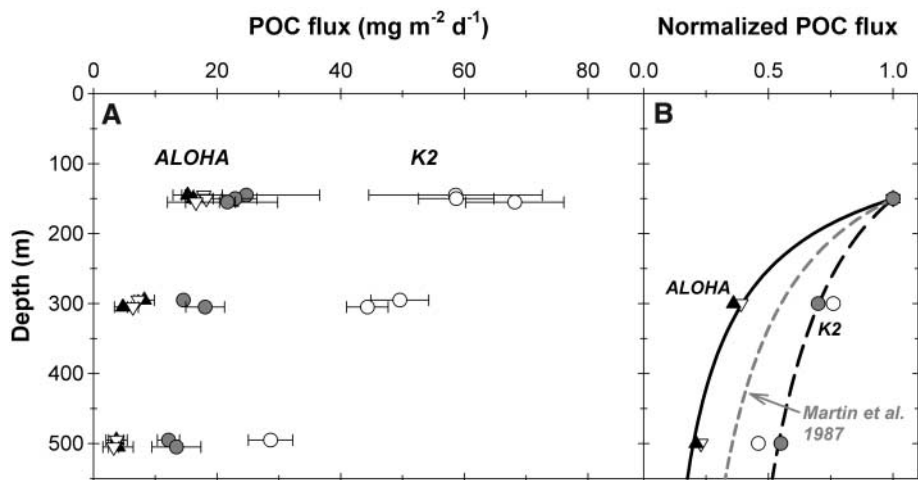 POC flux (mg m⁻² d⁻¹)
Normalized POC flux
0 20 40 60 80
0.0 0.5 1.0
0
100
200
300
400
500
Depth (m)
A
ALOHA
K2
B
ALOHA
K2
Martin et al.
1987